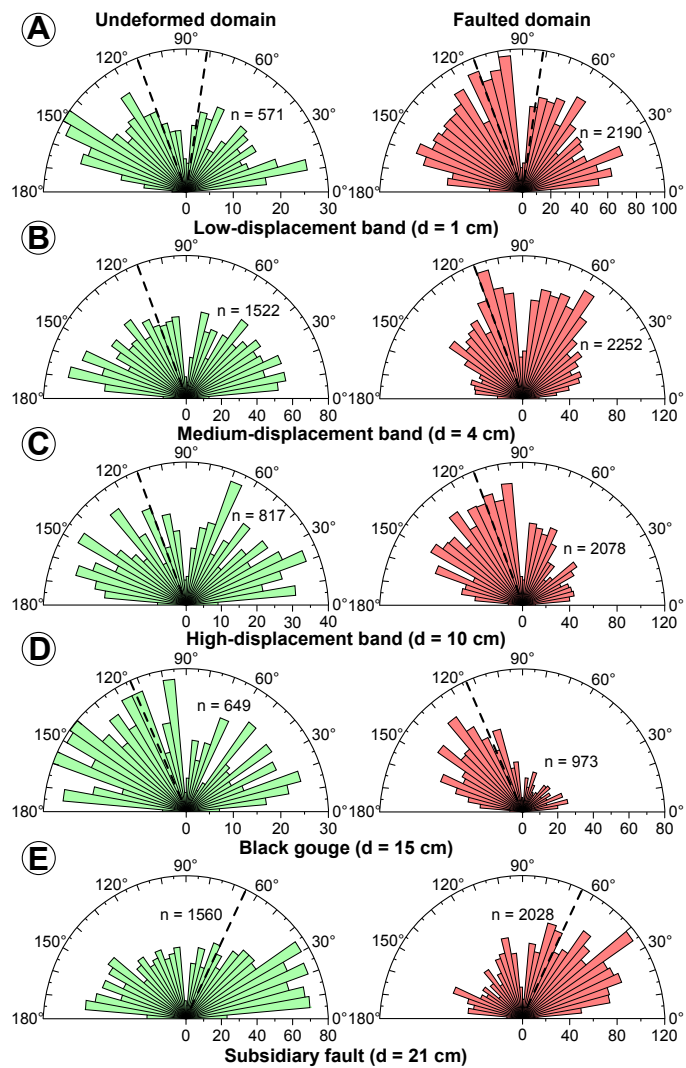 Undeformed domain
Faulted domain
A
90°
120°
60°
150°
30°
180°
0°
n = 571
0 10 20 30
90°
120°
60°
150°
30°
180°
0°
n = 2190
0 20 40 60 80 100
Low-displacement band (d = 1 cm)
B
90°
120°
60°
150°
30°
180°
0°
n = 1522
0 10 20 30 40 50 60 70 80
90°
120°
60°
150°
30°
180°
0°
n = 2252
0 40 80 120
Medium-displacement band (d = 4 cm)
C
90°
120°
60°
150°
30°
180°
0°
n = 817
0 10 20 30 40
90°
120°
60°
150°
30°
180°
0°
n = 2078
0 40 80 120
High-displacement band (d = 10 cm)
D
90°
120°
60°
150°
30°
180°
0°
n = 649
0 10 20 30
90°
120°
60°
150°
30°
180°
0°
n = 973
0 20 40 60 80
Black gouge (d = 15 cm)
E
90°
120°
60°
150°
30°
180°
0°
n = 1560
0 20 40 60 80
90°
120°
60°
150°
30°
180°
0°
n = 2028
0 40 80 120
Subsidiary fault (d = 21 cm)